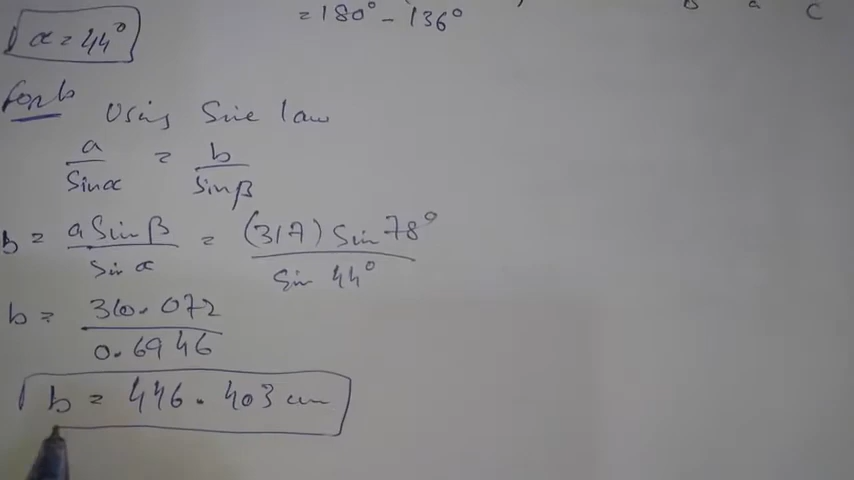 = 180° - 136°
B a C
α = 44°
for b Using Sine law
a/Sinα = b/Sinβ
b = a Sin β / Sin α = (317) Sin 78° / Sin 44°
b = 310.072 / 0.6946
b = 446.403 cm